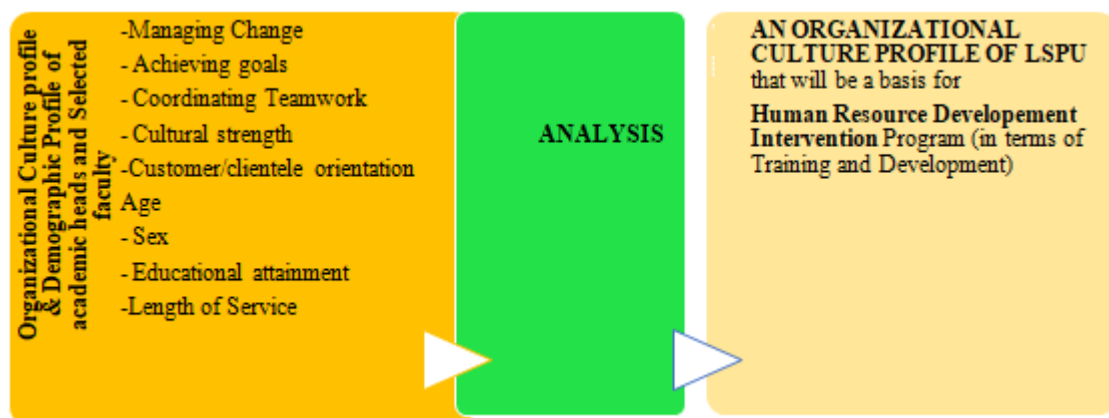 Organizational Culture profile
& Demographic Profile of
academic heads and Selected
faculty
-Managing Change
- Achieving goals
- Coordinating Teamwork
- Cultural strength
-Customer/clientele orientation
Age
- Sex
- Educational attainment
-Length of Service
ANALYSIS
AN ORGANIZATIONAL
CULTURE PROFILE OF LSPU
that will be a basis for
Human Resource Developement
Intervention Program (in terms of
Training and Development)